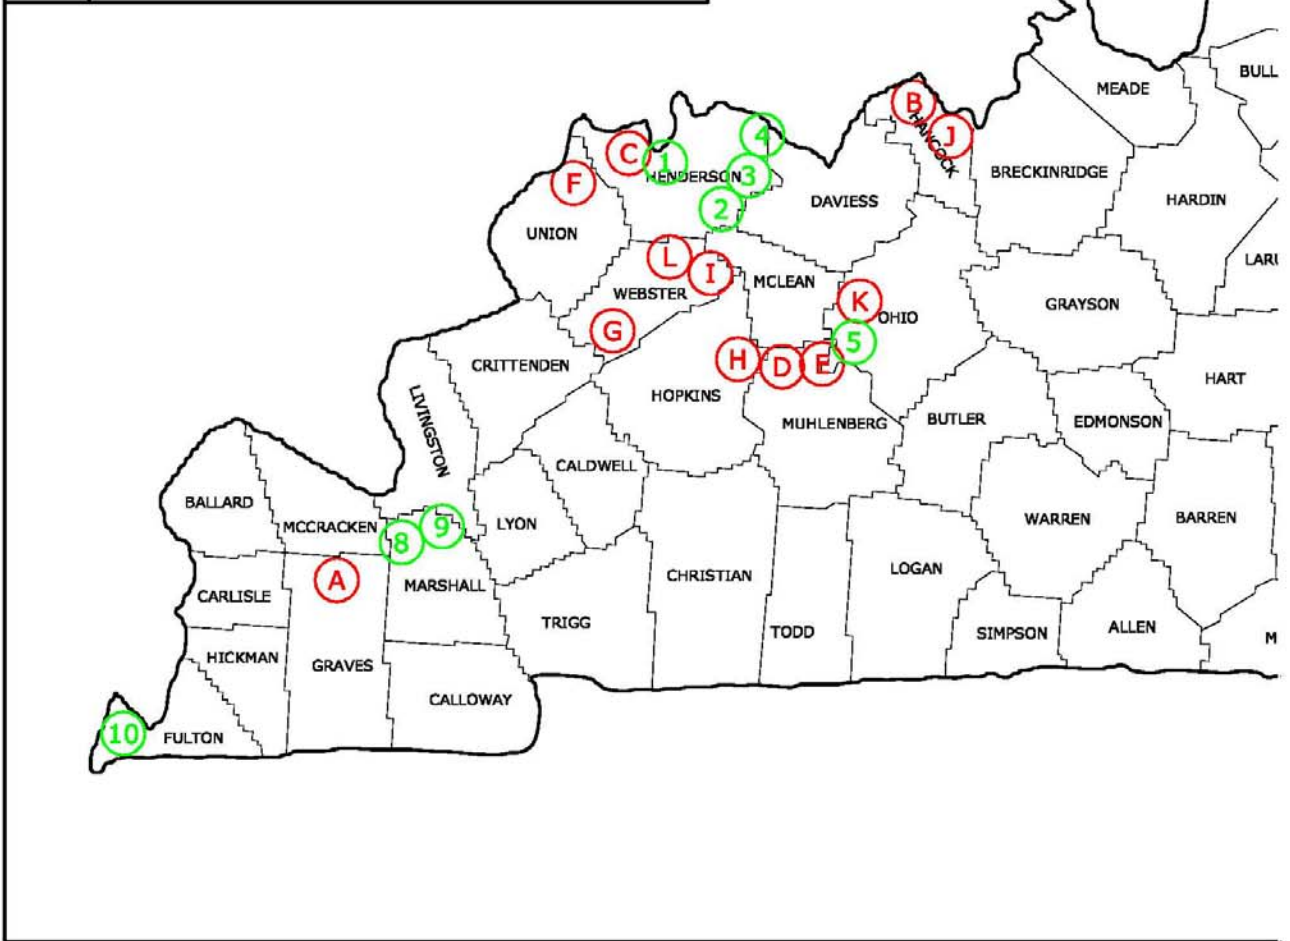 BULL
MEADE
B
HANCOCK
J
4
C
1
HENDERSON
3
F
BRECKINRIDGE
HARDIN
2
DAVIESS
UNION
L
I
LARU
MCLEAN
WEBSTER
K
OHIO
GRAYSON
G
5
H
D
E
CRITTENDEN
HART
HOPKINS
LIVINGSTON
MUHLENBERG
BUTLER
EDMONSON
CALDWELL
BALLARD
MCCRACKEN
8
9
LYON
WARREN
BARREN
A
CARLISLE
MARSHALL
CHRISTIAN
LOGAN
TRIGG
TODD
SIMPSON
ALLEN
M
HICKMAN
GRAVES
CALLOWAY
10
FULTON